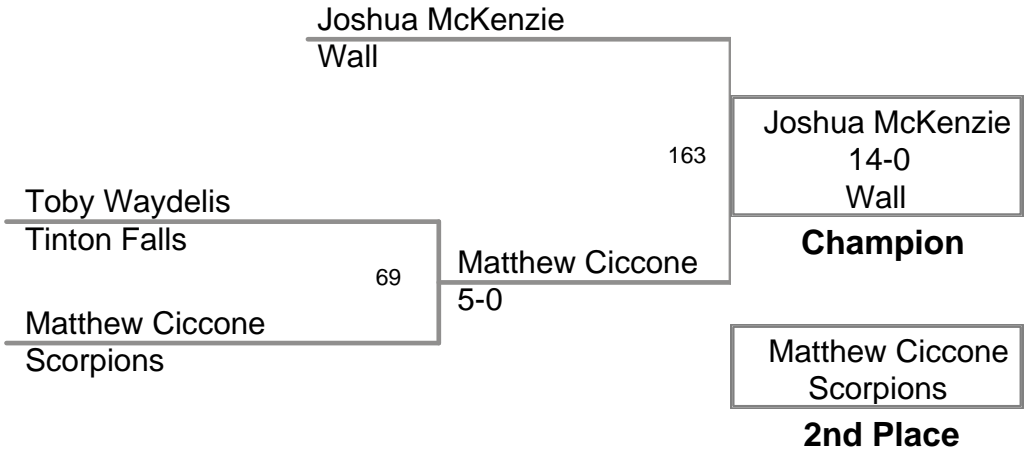 Joshua McKenzie
Wall
163
Joshua McKenzie
14-0
Wall
Champion
Toby Waydelis
Tinton Falls
69
Matthew Ciccone
5-0
Matthew Ciccone
Scorpions
Matthew Ciccone
Scorpions
2nd Place